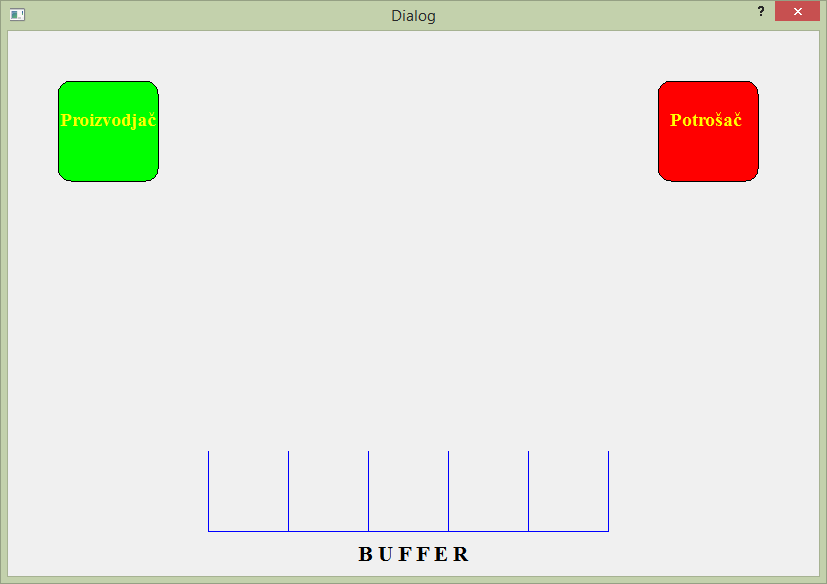 Dialog
?
Proizvodjač
Potrošač
B U F F E R